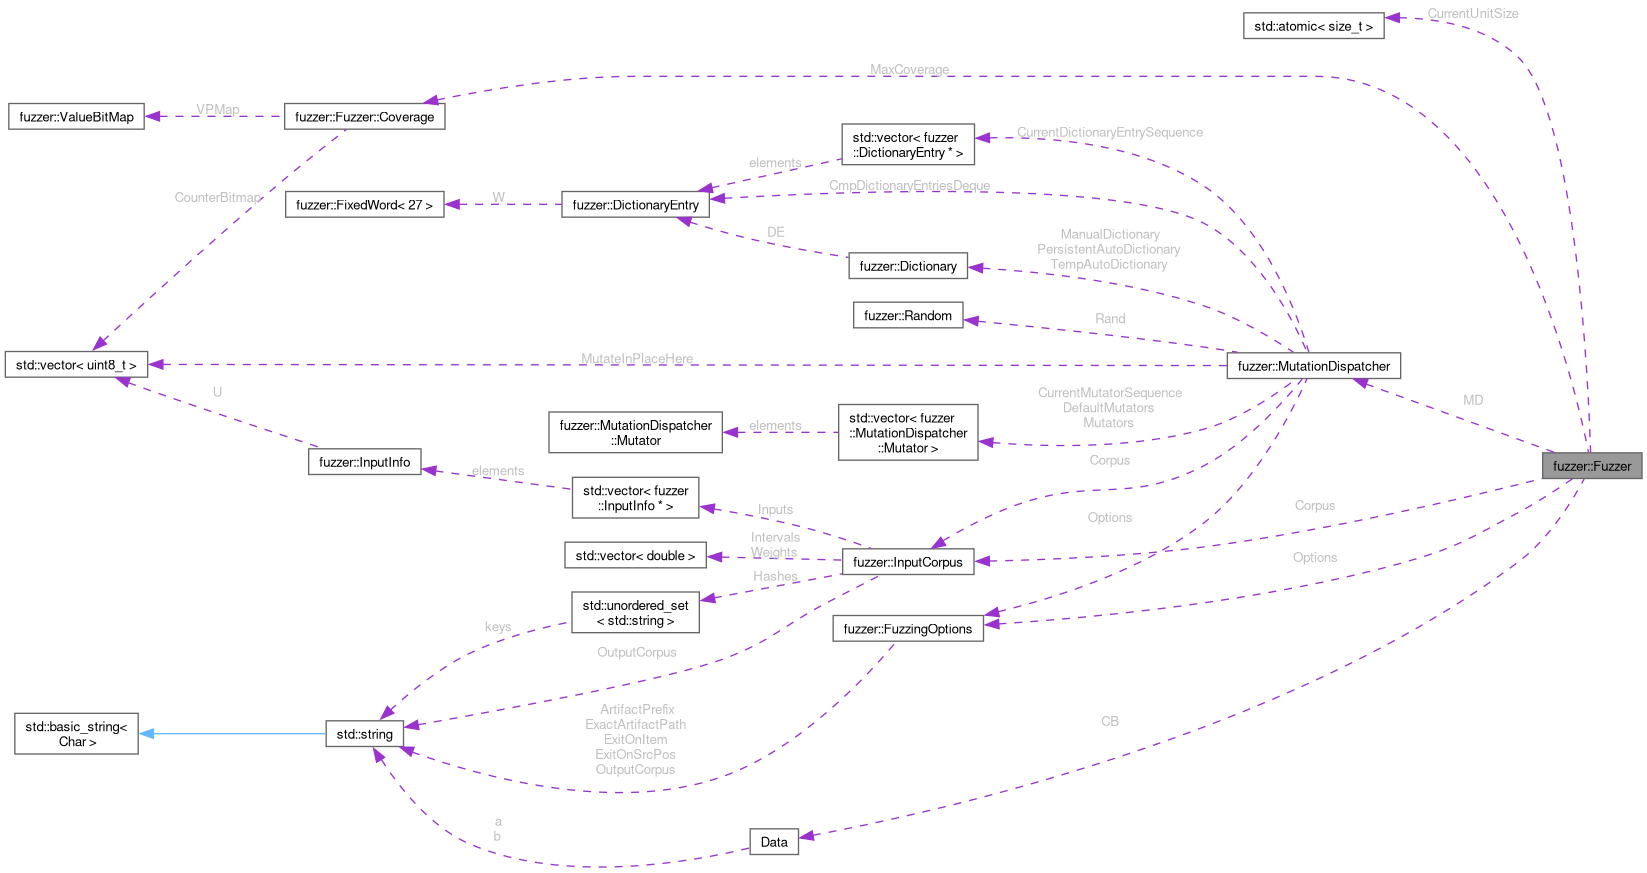 CurrentUnitSize
std::atomic< size_t >
MaxCoverage
VPMap
fuzzer::ValueBitMap
fuzzer::Fuzzer::Coverage
std::vector< fuzzer
::DictionaryEntry * >
CurrentDictionaryEntrySequence
elements
CounterBitmap
CmpDictionaryEntriesDeque
W
fuzzer::FixedWord< 27 >
fuzzer::DictionaryEntry
DE
ManualDictionary
PersistentAutoDictionary
TempAutoDictionary
fuzzer::Dictionary
fuzzer::Random
Rand
MutateInPlaceHere
std::vector< uint8_t >
fuzzer::MutationDispatcher
U
MD
CurrentMutatorSequence
DefaultMutators
Mutators
fuzzer::MutationDispatcher
::Mutator
elements
std::vector< fuzzer
::MutationDispatcher
::Mutator >
Corpus
fuzzer::InputInfo
elements
fuzzer::Fuzzer
std::vector< fuzzer
::InputInfo * >
Inputs
Options
Corpus
Intervals
Weights
std::vector< double >
fuzzer::InputCorpus
Options
Hashes
std::unordered_set
< std::string >
keys
fuzzer::FuzzingOptions
OutputCorpus
ArtifactPrefix
ExactArtifactPath
ExitOnItem
ExitOnSrcPos
OutputCorpus
CB
std::basic_string<
Char >
std::string
a
b
Data